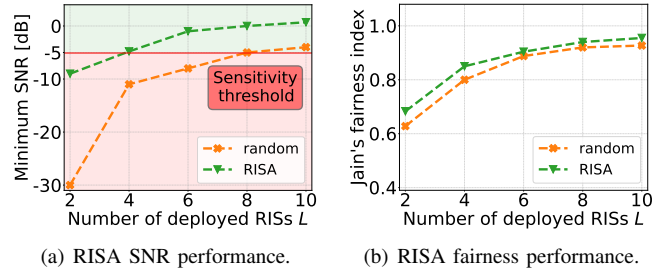 Minimum SNR [dB]
0
-5
-10
-20
-30
Sensitivity
threshold
random
RISA
2 4 6 8 10
Number of deployed RISs L
(a) RISA SNR performance.
Jain's fairness index
1.0
0.8
0.6
0.4
random
RISA
2 4 6 8 10
Number of deployed RISs L
(b) RISA fairness performance.